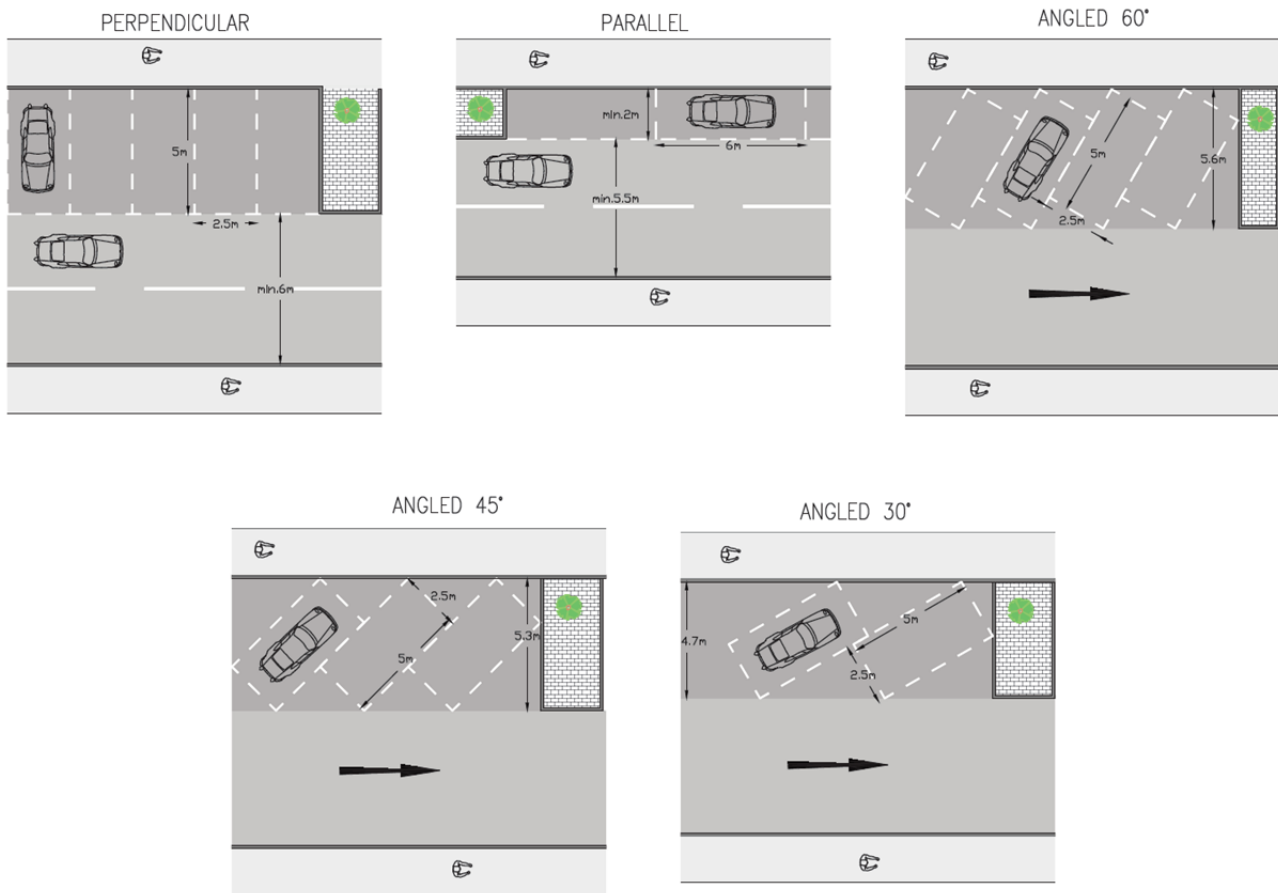 PERPENDICULAR
5m
2.5m
min.6m
PARALLEL
min.2m
6m
min.5.5m
ANGLED 60°
5m
5.6m
2.5m
ANGLED 45°
2.5m
5.3m
5m
ANGLED 30°
4.7m
5m
2.5m